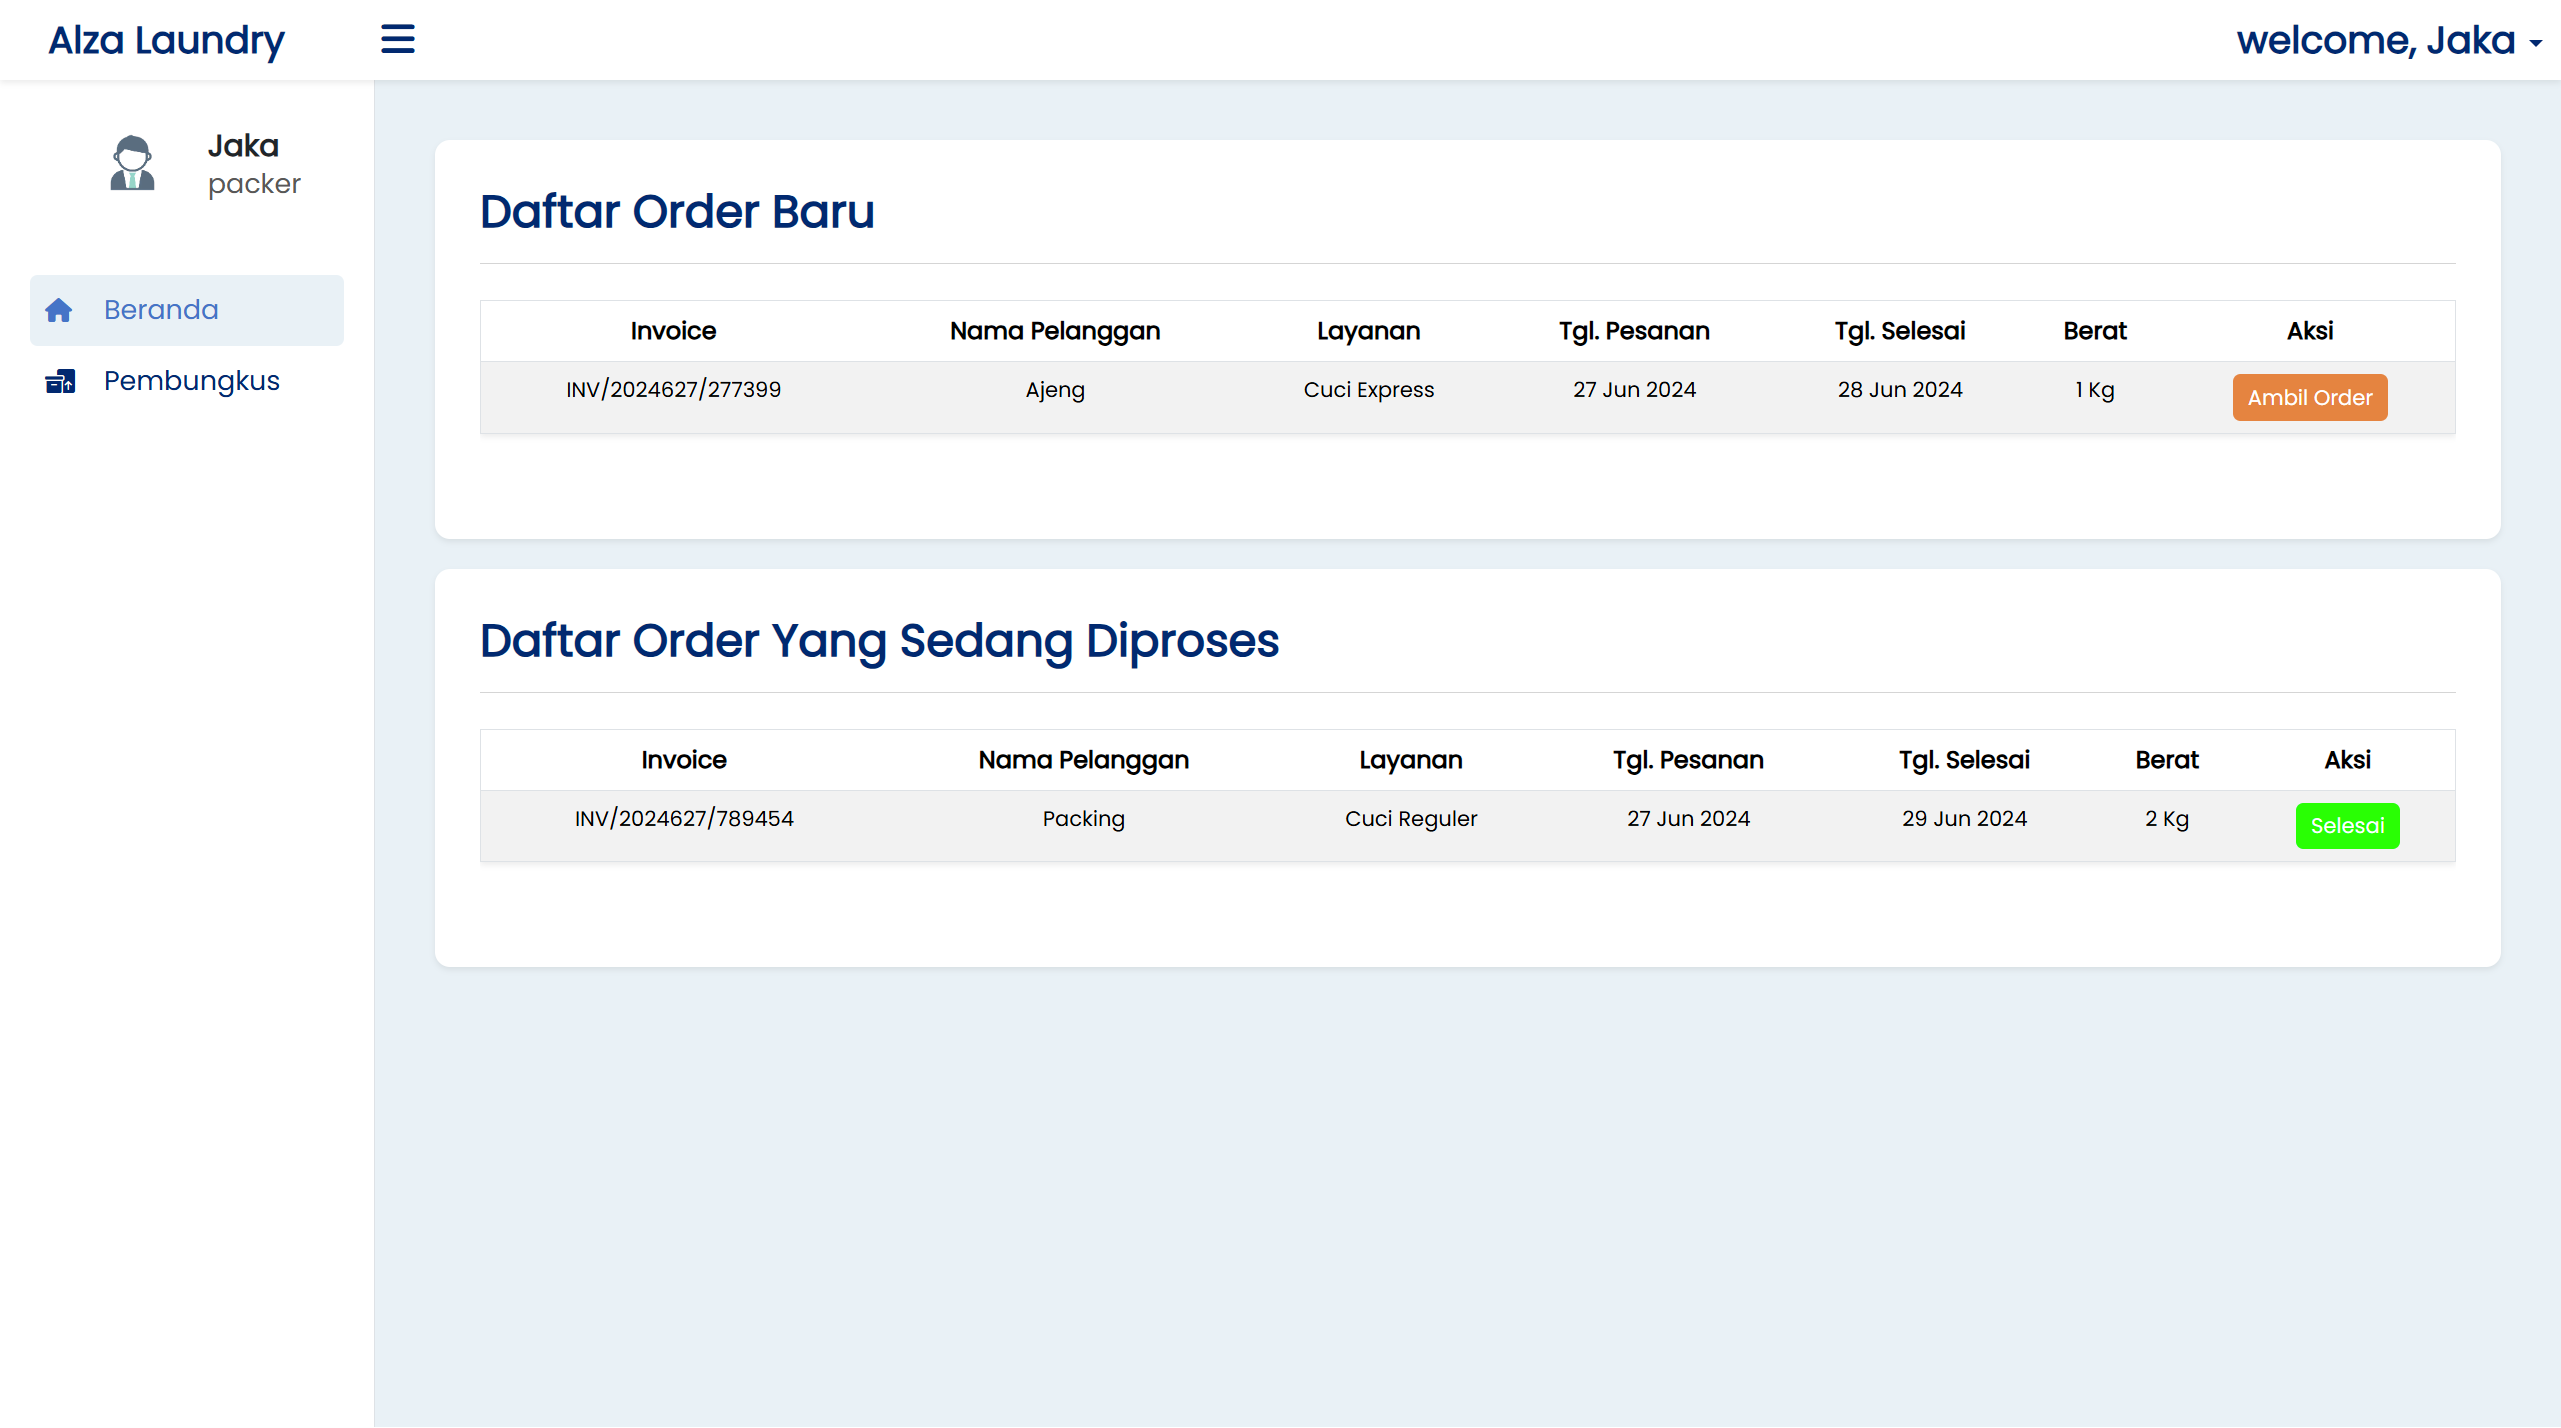 Alza Laundry
welcome, Jaka
Jaka
packer
Beranda
Pembungkus
Daftar Order Baru
Invoice Nama Pelanggan Layanan Tgl. Pesanan Tgl. Selesai Berat Aksi
INV/2024627/277399 Ajeng Cuci Express 27 Jun 2024 28 Jun 2024 1 Kg Ambil Order
Daftar Order Yang Sedang Diproses
Invoice Nama Pelanggan Layanan Tgl. Pesanan Tgl. Selesai Berat Aksi
INV/2024627/789454 Packing Cuci Reguler 27 Jun 2024 29 Jun 2024 2 Kg Selesai